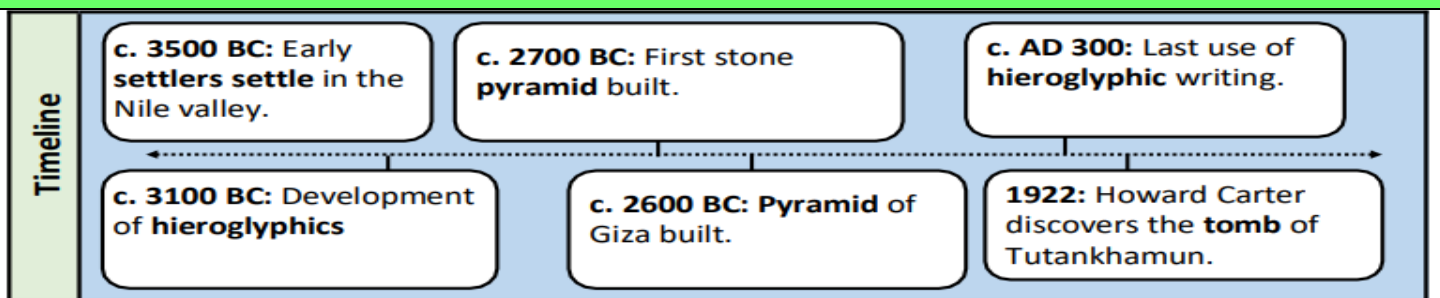 Timeline
c. 3500 BC: Early
settlers settle in the
Nile valley.
c. 2700 BC: First stone
pyramid built.
c. AD 300: Last use of
hieroglyphic writing.
c. 3100 BC: Development
of hieroglyphics
c. 2600 BC: Pyramid of
Giza built.
1922: Howard Carter
discovers the tomb of
Tutankhamun.